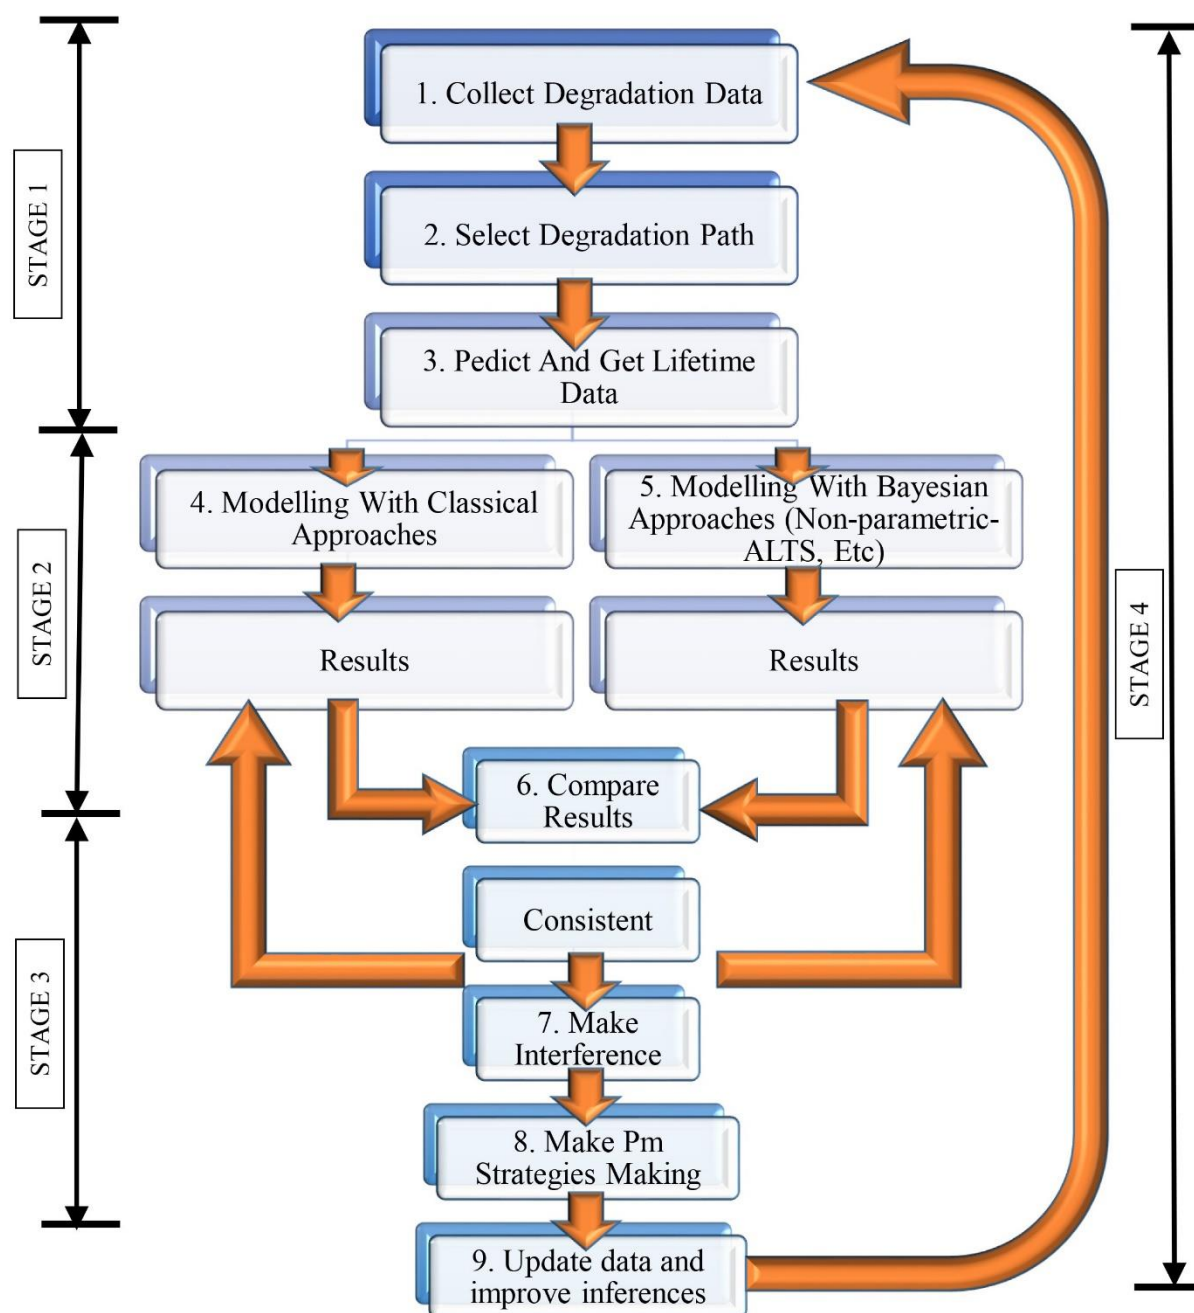 1. Collect Degradation Data
2. Select Degradation Path
3. Pedict And Get Lifetime
Data
STAGE 1
4. Modelling With Classical
Approaches
5. Modelling With Bayesian
Approaches (Non-parametric-
ALTS, Etc)
Results
Results
STAGE 2
6. Compare
Results
Consistent
7. Make
Interference
8. Make Pm
Strategies Making
STAGE 3
9. Update data and
improve inferences
STAGE 4